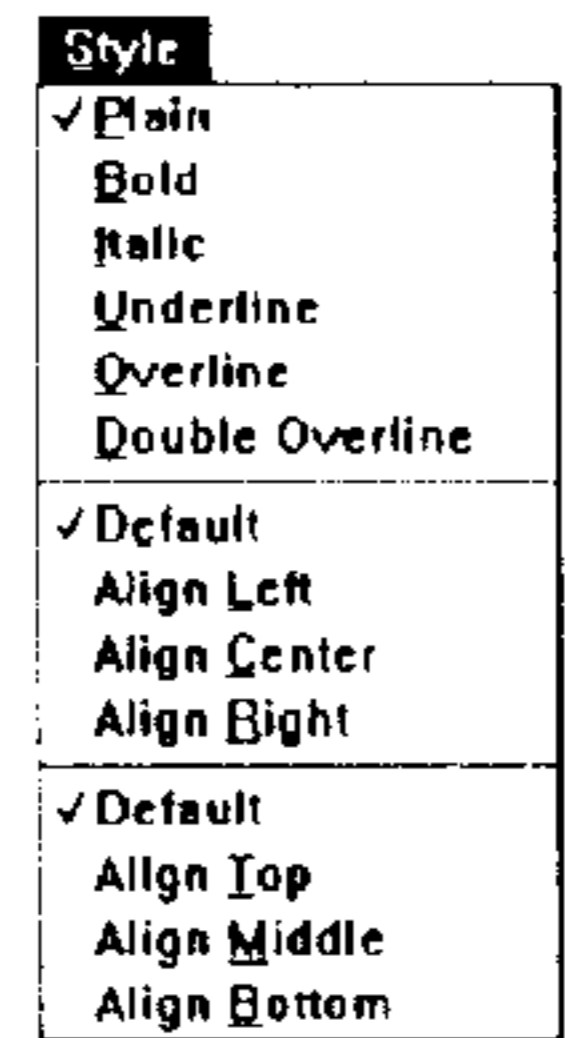 Style
✓ Plain
Bold
Italic
Underline
Overline
Double Overline
✓ Default
Align Left
Align Center
Align Right
✓ Default
Align Top
Align Middle
Align Bottom